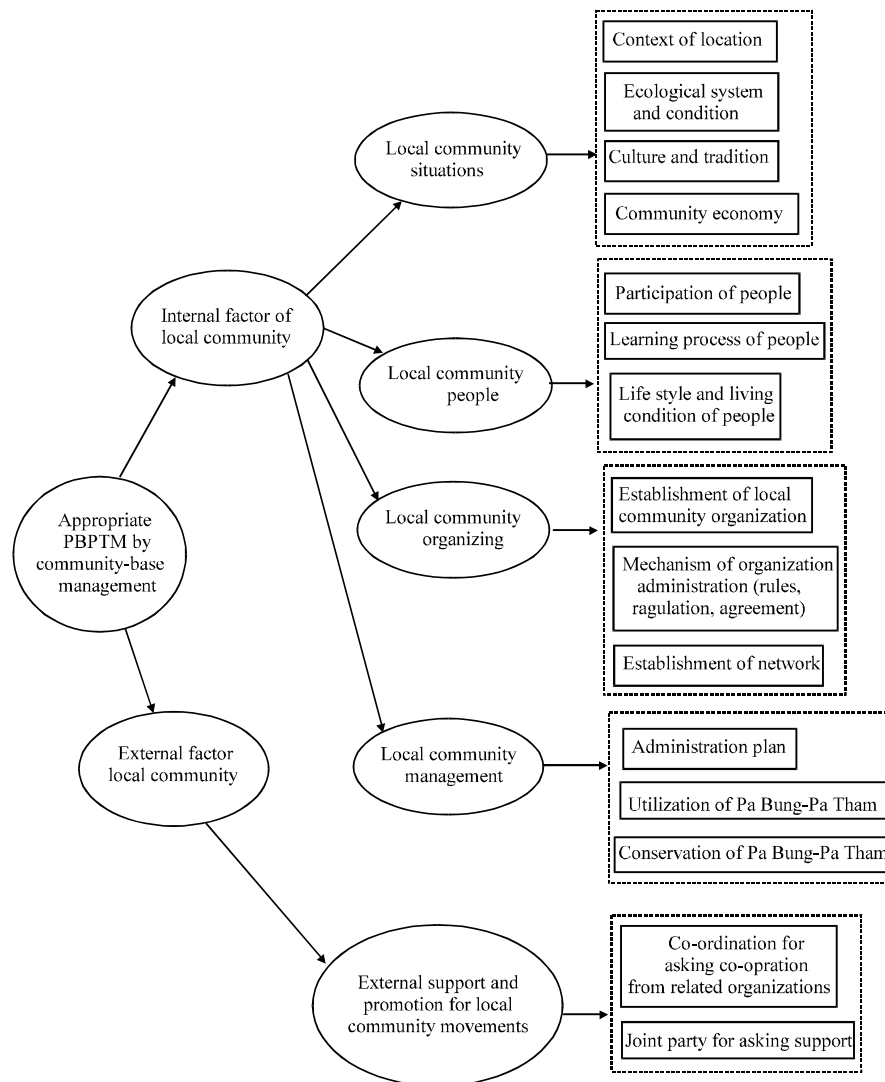 Context of location
Ecological system
and condition
Local community
situations
Culture and tradition
Community economy
Participation of people
Internal factor of
local community
Learning process of people
Local community
people
Life style and living
condition of people
Establishment of local
community organization
Appropriate
PBPTM by
community-base
management
Local community
organizing
Mechanism of organization
administration (rules,
ragulation, agreement)
Establishment of network
External factor
local community
Local community
management
Administration plan
Utilization of Pa Bung-Pa Tham
Conservation of Pa Bung-Pa Tham
Co-ordination for
asking co-opration
from related organizations
External support and
promotion for local
community movements
Joint party for asking support